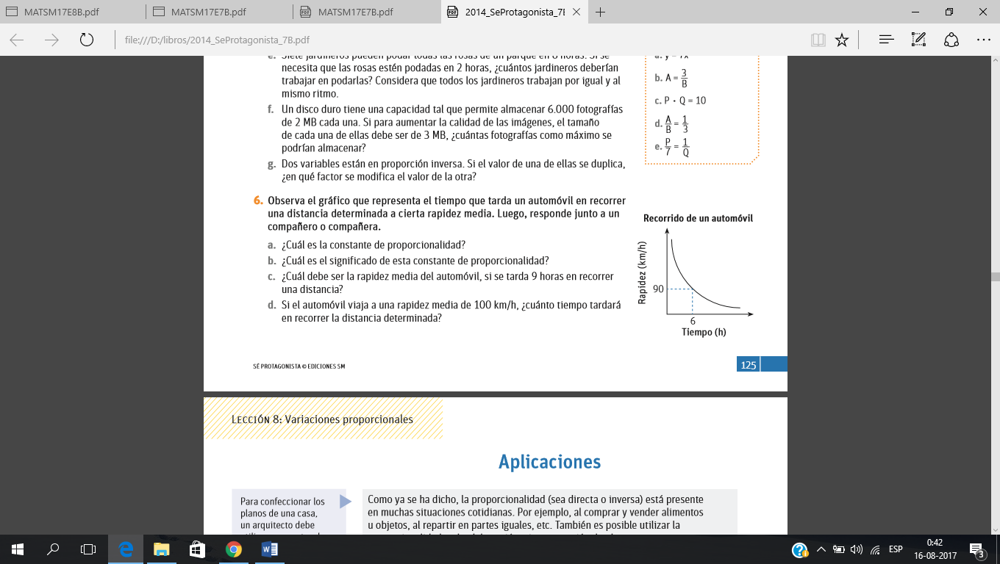 MATSM17E8B.pdf
MATSM17E7B.pdf
MATSM17E7B.pdf
2014_SeProtagonista_7B
file:///D:/libros/2014_SeProtagonista_7B.pdf
e. Siete jardineros pueden podar todas las rosas de un parque en 8 horas. Si se
necesita que las rosas estén podadas en 2 horas, ¿cuántos jardineros deberían
trabajar en podarlas? Considera que todos los jardineros trabajan por igual y al
mismo ritmo.
f. Un disco duro tiene una capacidad tal que permite almacenar 6.000 fotografías
de 2 MB cada una. Si para aumentar la calidad de las imágenes, el tamaño
de cada una de ellas debe ser de 3 MB, ¿cuántas fotografías como máximo se
podrían almacenar?
g. Dos variables están en proporción inversa. Si el valor de una de ellas se duplica,
¿en qué factor se modifica el valor de la otra?
a. y = 7x
b. A = 3/B
c. P · Q = 10
d. A/B = 1/3
e. P/7 = 1/Q
6. Observa el gráfico que representa el tiempo que tarda un automóvil en recorrer
una distancia determinada a cierta rapidez media. Luego, responde junto a un
compañero o compañera.
a. ¿Cuál es la constante de proporcionalidad?
b. ¿Cuál es el significado de esta constante de proporcionalidad?
c. ¿Cuál debe ser la rapidez media del automóvil, si se tarda 9 horas en recorrer
una distancia?
d. Si el automóvil viaja a una rapidez media de 100 km/h, ¿cuánto tiempo tardará
en recorrer la distancia determinada?
Recorrido de un automóvil
Rapidez (km/h)
90
6
Tiempo (h)
SÉ PROTAGONISTA © EDICIONES SM
125
LECCIÓN 8: Variaciones proporcionales
Aplicaciones
Para confeccionar los
planos de una casa,
un arquitecto debe
Como ya se ha dicho, la proporcionalidad (sea directa o inversa) está presente
en muchas situaciones cotidianas. Por ejemplo, al comprar y vender alimentos
u objetos, al repartir en partes iguales, etc. También es posible utilizar la
ESP
0:42
16-08-2017
3